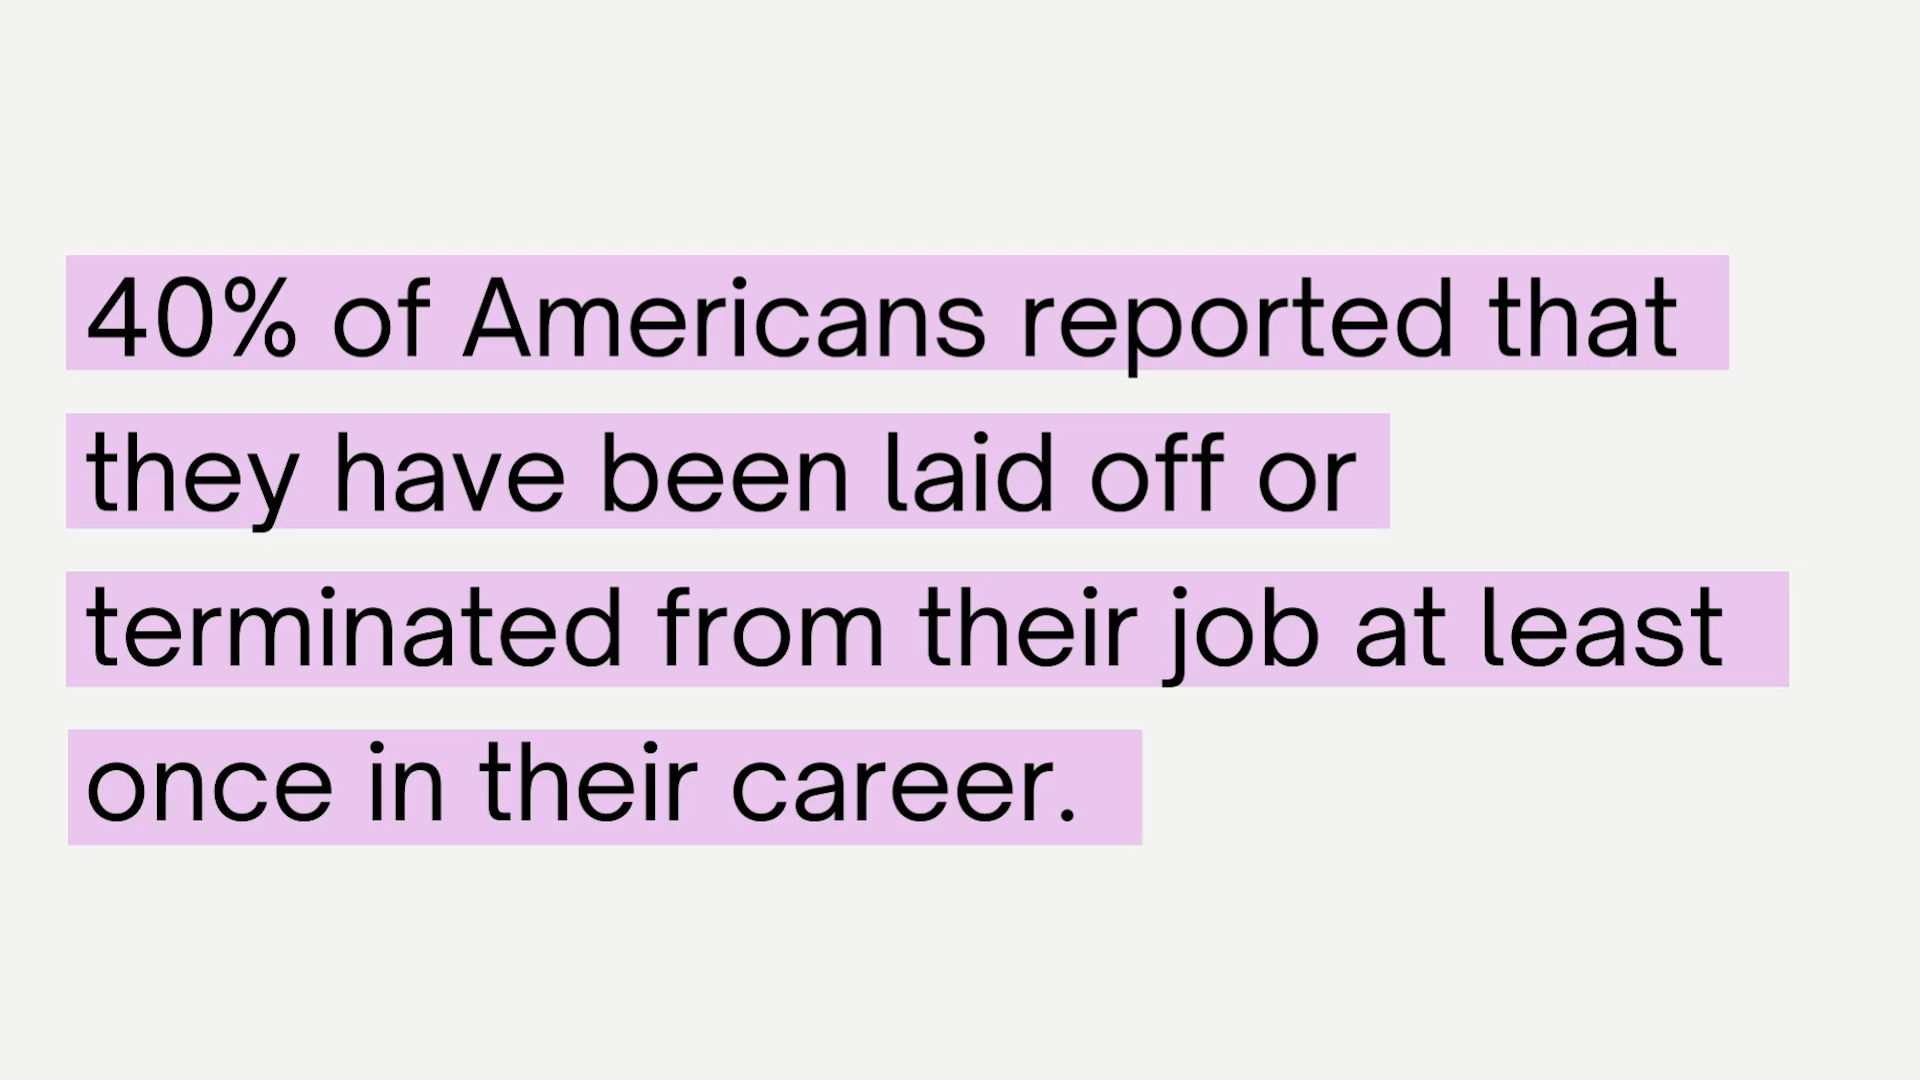 40% of Americans reported that
they have been laid off or
terminated from their job at least
once in their career.